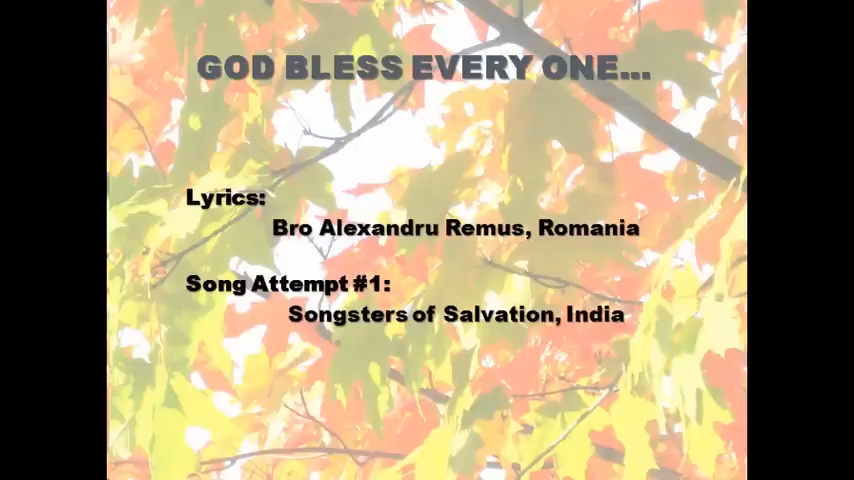 GOD BLESS EVERY ONE...
Lyrics:
Bro Alexandru Remus, Romania
Song Attempt #1:
Songsters of Salvation, India